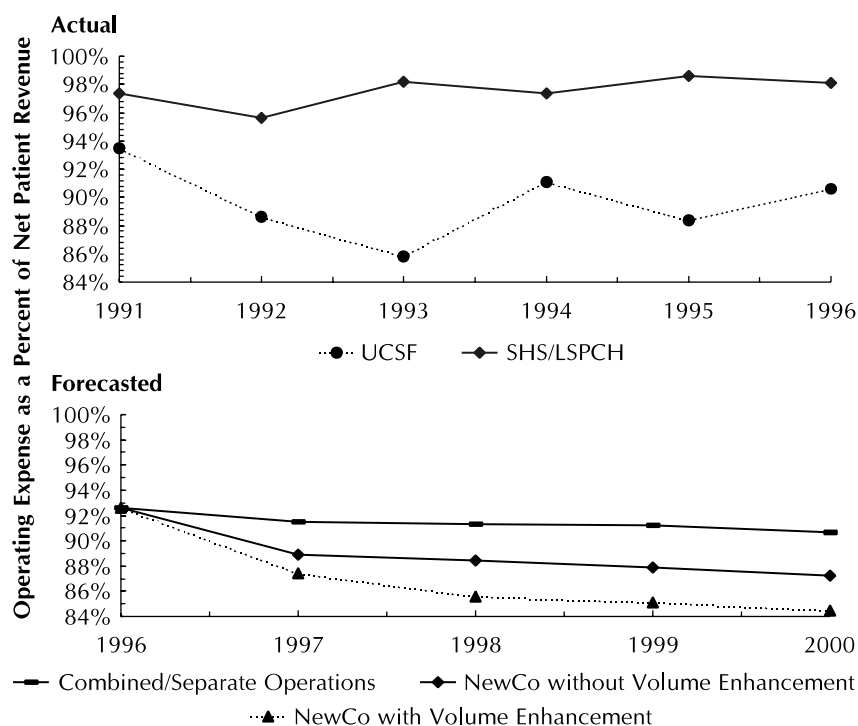 Operating Expense as a Percent of Net Patient Revenue
Actual
100%
98%
96%
94%
92%
90%
88%
86%
84%
1991 1992 1993 1994 1995 1996
UCSF SHS/LSPCH
Forecasted
100%
98%
96%
94%
92%
90%
88%
86%
84%
1996 1997 1998 1999 2000
Combined/Separate Operations NewCo without Volume Enhancement
NewCo with Volume Enhancement